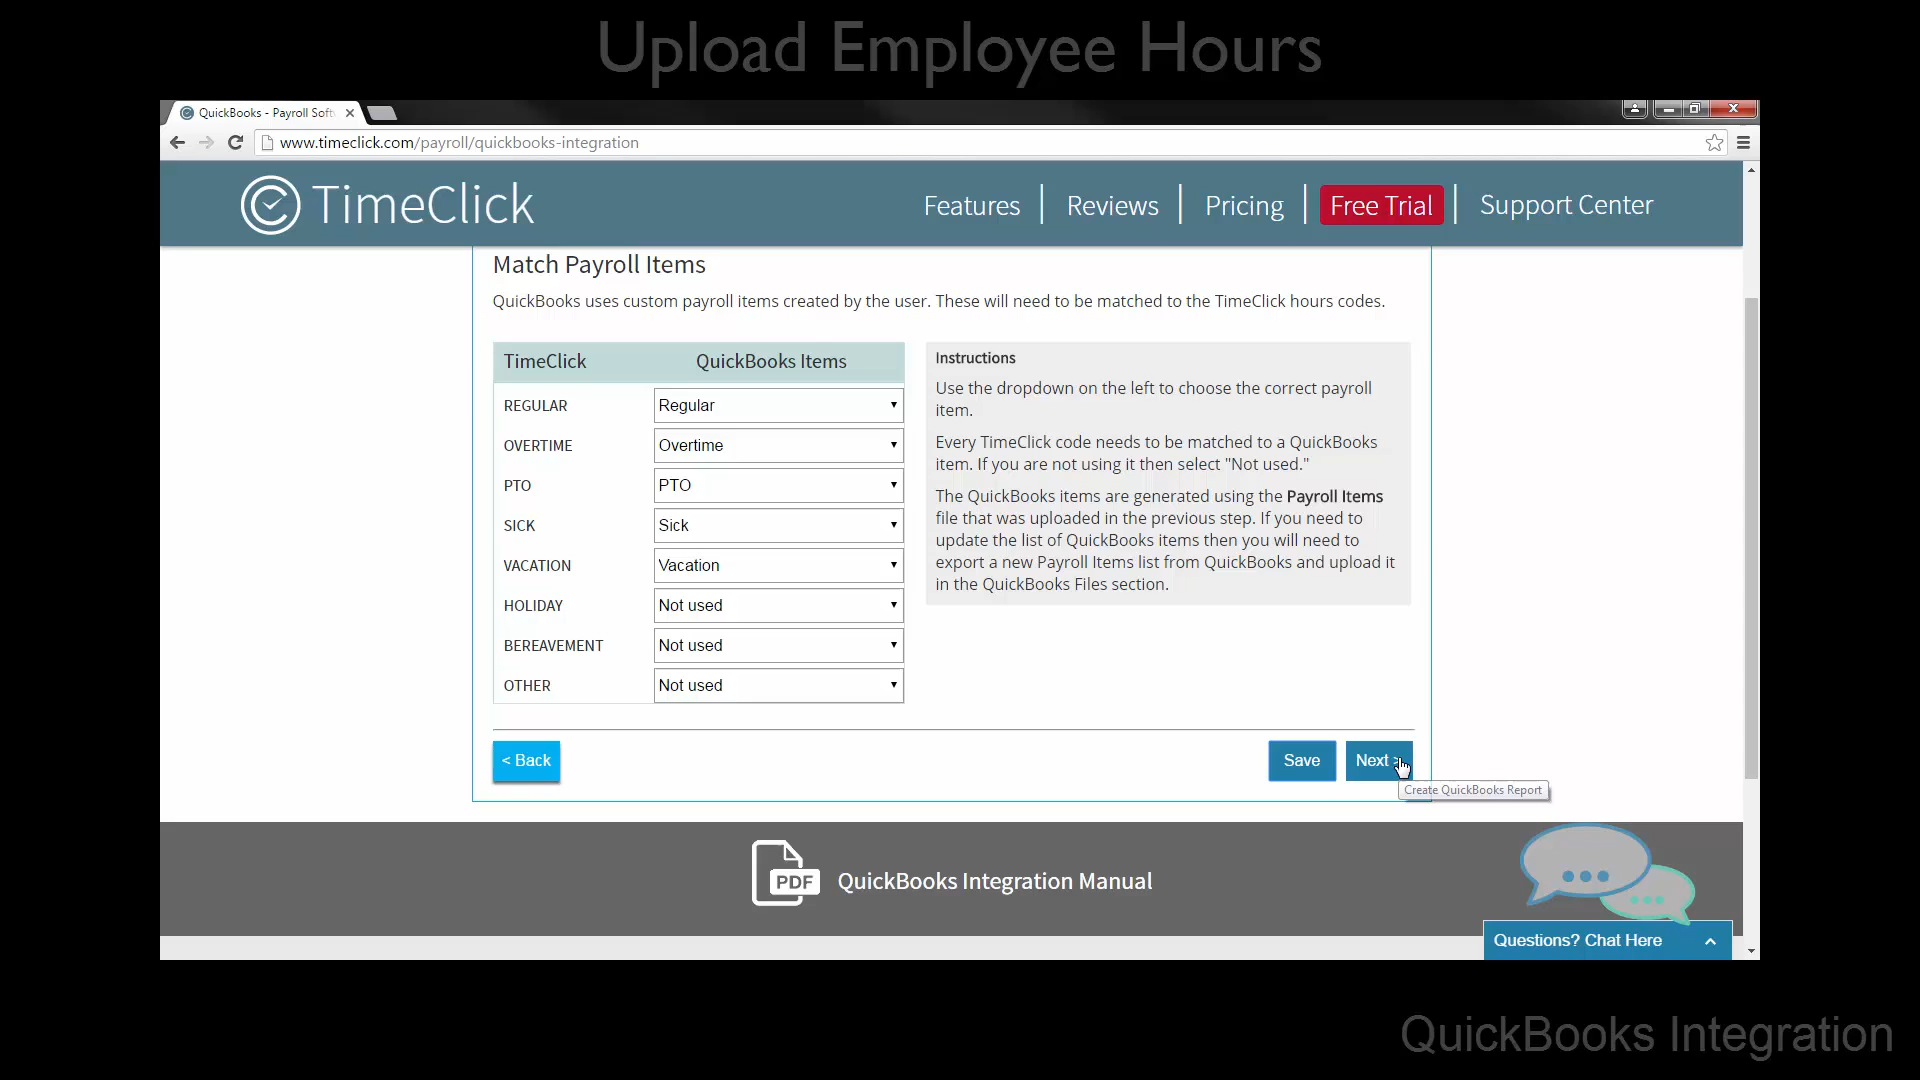 Upload Employee Hours
QuickBooks - Payroll Soft
www.timeclick.com/payroll/quickbooks-integration
TimeClick
Features
Reviews
Pricing
Free Trial
Support Center
Match Payroll Items
QuickBooks uses custom payroll items created by the user. These will need to be matched to the TimeClick hours codes.
TimeClick QuickBooks Items
REGULAR Regular
OVERTIME Overtime
PTO PTO
SICK Sick
VACATION Vacation
HOLIDAY Not used
BEREAVEMENT Not used
OTHER Not used
Instructions
Use the dropdown on the left to choose the correct payroll
item.
Every TimeClick code needs to be matched to a QuickBooks
item. If you are not using it then select "Not used."
The QuickBooks items are generated using the Payroll Items
file that was uploaded in the previous step. If you need to
update the list of QuickBooks items then you will need to
export a new Payroll Items list from QuickBooks and upload it
in the QuickBooks Files section.
< Back
Save
Next >
Create QuickBooks Report
PDF
QuickBooks Integration Manual
Questions? Chat Here
QuickBooks Integration